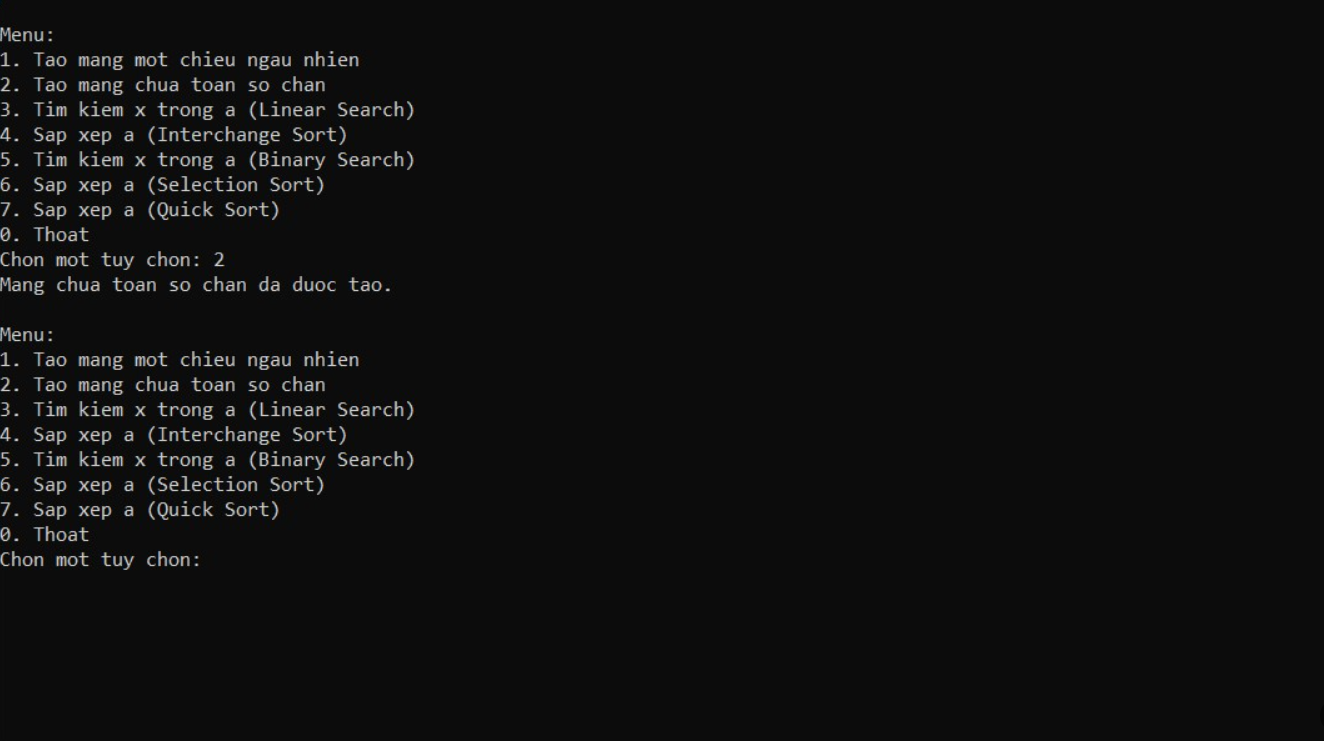 Menu:
1. Tao mang mot chieu ngau nhien
2. Tao mang chua toan so chan
3. Tim kiem x trong a (Linear Search)
4. Sap xep a (Interchange Sort)
5. Tim kiem x trong a (Binary Search)
6. Sap xep a (Selection Sort)
7. Sap xep a (Quick Sort)
0. Thoat
Chon mot tuy chon: 2
Mang chua toan so chan da duoc tao.
Menu:
1. Tao mang mot chieu ngau nhien
2. Tao mang chua toan so chan
3. Tim kiem x trong a (Linear Search)
4. Sap xep a (Interchange Sort)
5. Tim kiem x trong a (Binary Search)
6. Sap xep a (Selection Sort)
7. Sap xep a (Quick Sort)
0. Thoat
Chon mot tuy chon: